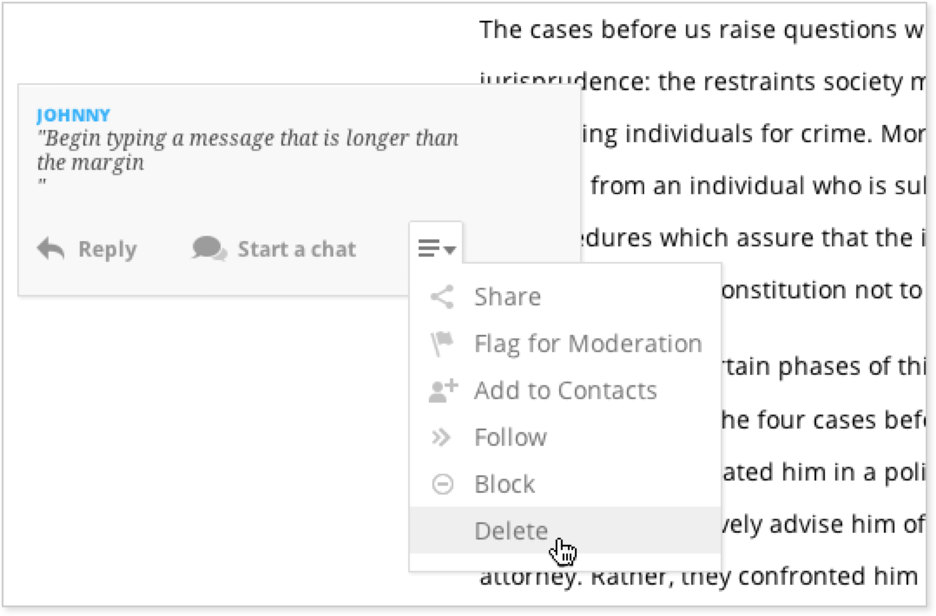 The cases before us raise questions w
jurisprudence: the restraints society m
JOHNNY
"Begin typing a message that is longer than
the margin
"
ing individuals for crime. Mor
from an individual who is sul
edures which assure that the i
Reply
Start a chat
onstitution not to
Share
Flag for Moderation
Add to Contacts
Follow
Block
Delete
rtain phases of thi
he four cases befo
ated him in a poli
vely advise him of
attorney. Rather, they confronted him